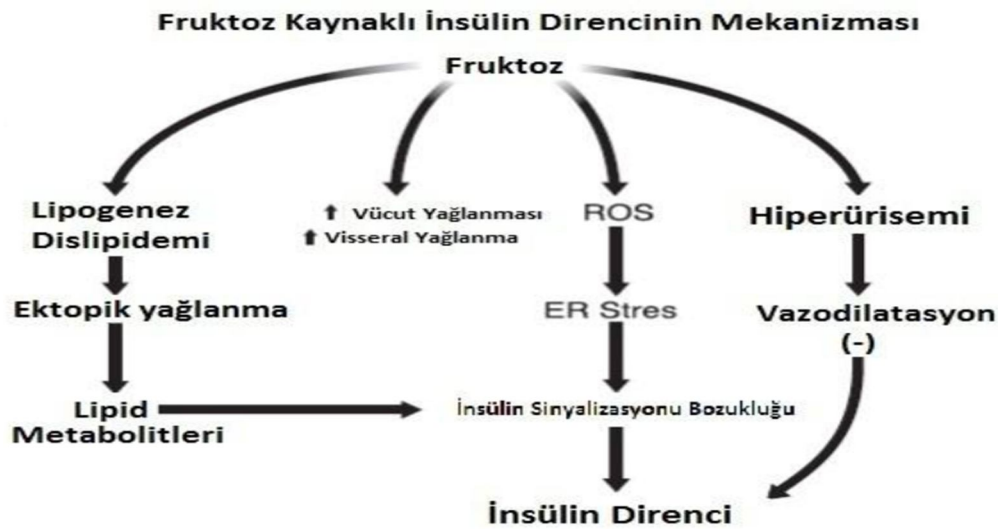 Fruktoz Kaynaklı İnsülin Direncinin Mekanizması
Fruktoz
Lipogenez
Dislipidemi
⬆ Vücut Yağlanması
⬆ Visseral Yağlanma
ROS
Hiperürisemi
Ektopik yağlanma
ER Stres
Vazodilatasyon
(-)
Lipid
Metabolitleri
İnsülin Sinyalizasyonu Bozukluğu
İnsülin Direnci